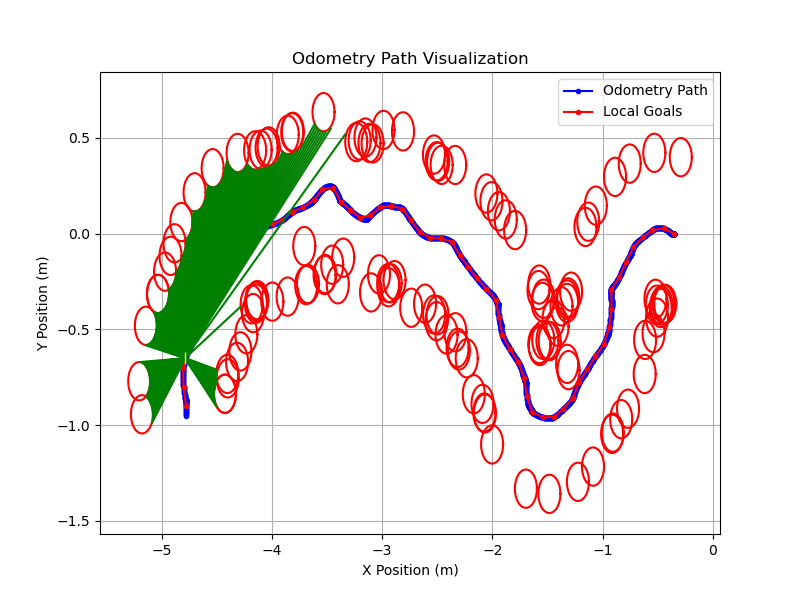 Odometry Path Visualization
Odometry Path
Local Goals
0.5
0.0
−0.5
−1.0
−1.5
Y Position (m)
−5 −4 −3 −2 −1 0
X Position (m)